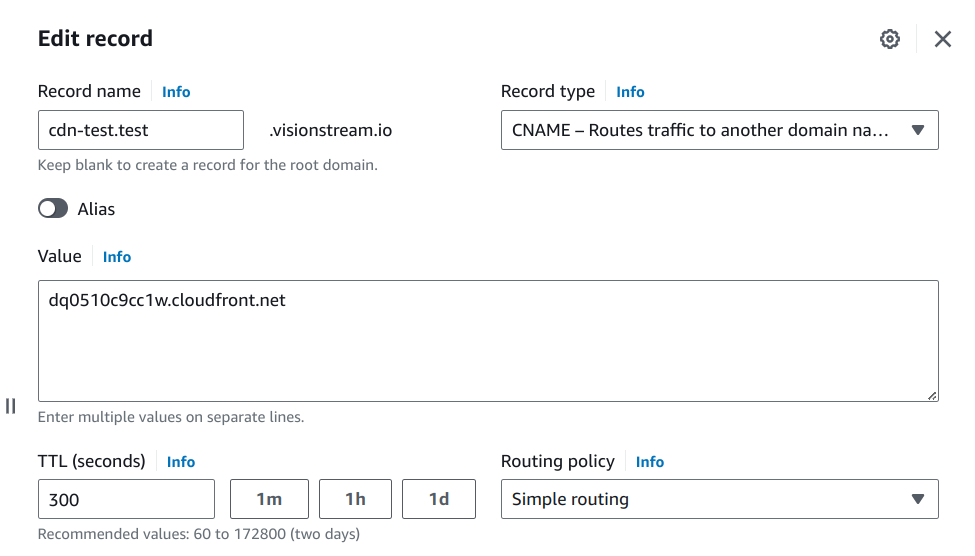 Edit record
Record name Info
Record type Info
cdn-test.test .visionstream.io
CNAME – Routes traffic to another domain na...
Keep blank to create a record for the root domain.
Alias
Value Info
dq0510c9cc1w.cloudfront.net
Enter multiple values on separate lines.
TTL (seconds) Info
Routing policy Info
300 1m 1h 1d
Simple routing
Recommended values: 60 to 172800 (two days)